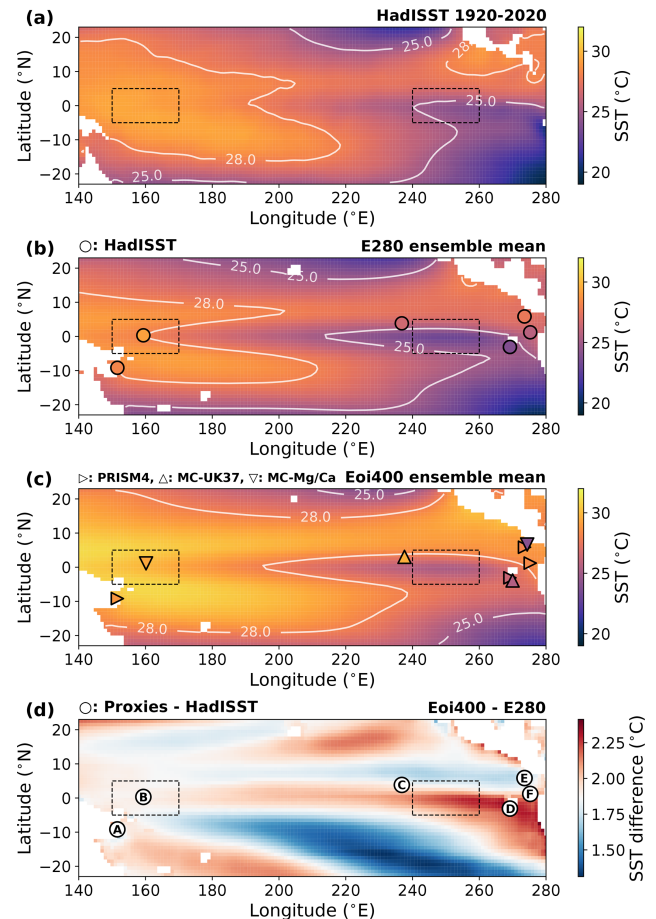 (a) HadISST 1920-2020
20
10
0
−10
−20
Latitude (°N)
25.0
28.0
28.0
25.0
25.0
140 160 180 200 220 240 260 280
Longitude (°E)
30
25
20
SST (°C)
(b) ○: HadISST E280 ensemble mean
20
10
0
−10
−20
Latitude (°N)
25.0
28.0
25.0
140 160 180 200 220 240 260 280
Longitude (°E)
30
25
20
SST (°C)
(c) ▷: PRISM4, △: MC-UK37, ▽: MC-Mg/Ca Eoi400 ensemble mean
20
10
0
−10
−20
Latitude (°N)
25.0
28.0
28.0
25.0
140 160 180 200 220 240 260 280
Longitude (°E)
30
25
20
SST (°C)
(d) ○: Proxies - HadISST Eoi400 - E280
20
10
0
−10
−20
Latitude (°N)
A
B
C
D
E
F
140 160 180 200 220 240 260 280
Longitude (°E)
2.25
2.00
1.75
1.50
SST difference (°C)